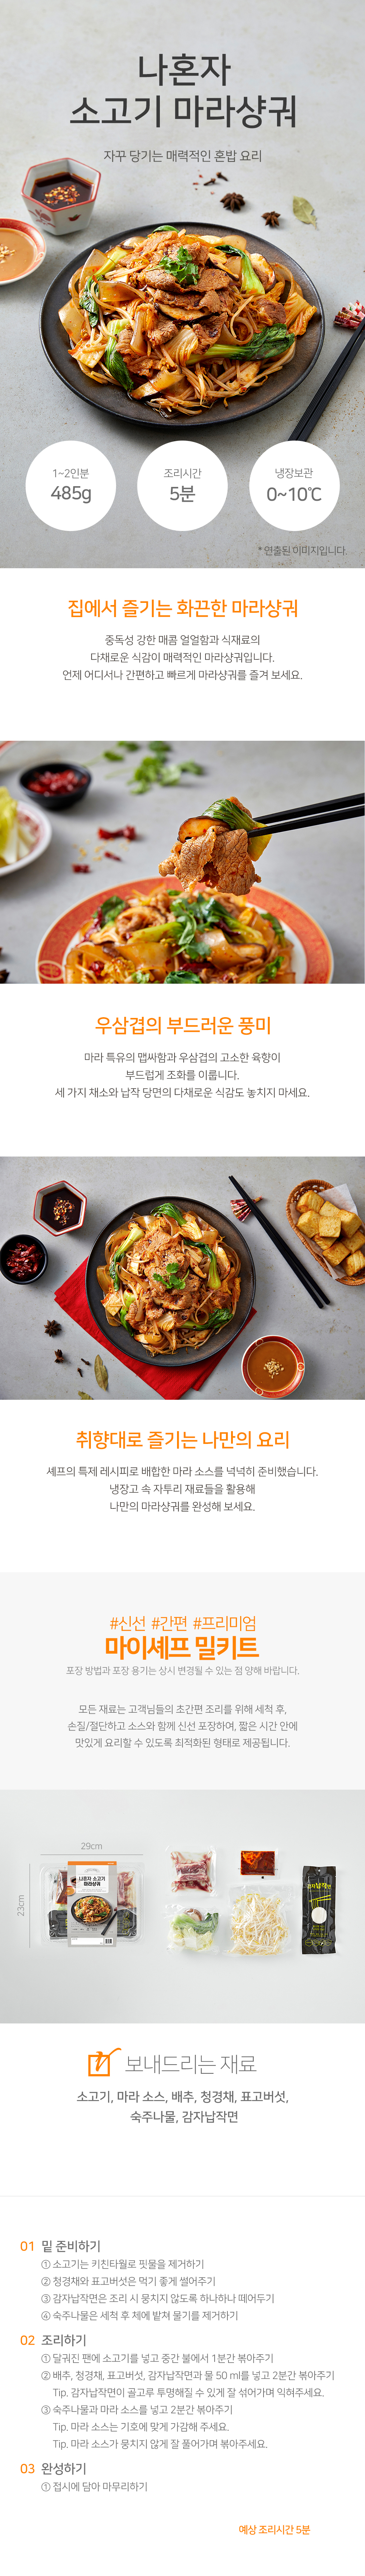 나혼자
소고기 마라샹궈
자꾸 당기는 매력적인 혼밥 요리
1~2인분
485g
조리시간
5분
냉장보관
0~10℃
* 연출된 이미지입니다.
집에서 즐기는 화끈한 마라샹궈
중독성 강한 매콤 얼얼함과 식재료의
다채로운 식감이 매력적인 마라샹궈입니다.
언제 어디서나 간편하고 빠르게 마라샹궈를 즐겨 보세요.
우삼겹의 부드러운 풍미
마라 특유의 맵싸함과 우삼겹의 고소한 육향이
부드럽게 조화를 이룹니다.
세 가지 채소와 납작 당면의 다채로운 식감도 놓치지 마세요.
취향대로 즐기는 나만의 요리
셰프의 특제 레시피로 배합한 마라 소스를 넉넉히 준비했습니다.
냉장고 속 자투리 재료들을 활용해
나만의 마라샹궈를 완성해 보세요.
#신선 #간편 #프리미엄
마이셰프 밀키트
포장 방법과 포장 용기는 상시 변경될 수 있는 점 양해 바랍니다.
모든 재료는 고객님들의 초간편 조리를 위해 세척 후,
손질/절단하고 소스와 함께 신선 포장하여, 짧은 시간 안에
맛있게 요리할 수 있도록 최적화된 형태로 제공됩니다.
29cm
23cm
나혼자 소고기
마라샹궈
감자납작면
보내드리는 재료
소고기, 마라 소스, 배추, 청경채, 표고버섯,
숙주나물, 감자납작면
01 밑 준비하기
① 소고기는 키친타월로 핏물을 제거하기
② 청경채와 표고버섯은 먹기 좋게 썰어주기
③ 감자납작면은 조리 시 뭉치지 않도록 하나하나 떼어두기
④ 숙주나물은 세척 후 체에 밭쳐 물기를 제거하기
02 조리하기
① 달궈진 팬에 소고기를 넣고 중간 불에서 1분간 볶아주기
② 배추, 청경채, 표고버섯, 감자납작면과 물 50 ml를 넣고 2분간 볶아주기
Tip. 감자납작면이 골고루 투명해질 수 있게 잘 섞어가며 익혀주세요.
③ 숙주나물과 마라 소스를 넣고 2분간 볶아주기
Tip. 마라 소스는 기호에 맞게 가감해 주세요.
Tip. 마라 소스가 뭉치지 않게 잘 풀어가며 볶아주세요.
03 완성하기
① 접시에 담아 마무리하기
예상 조리시간 5분